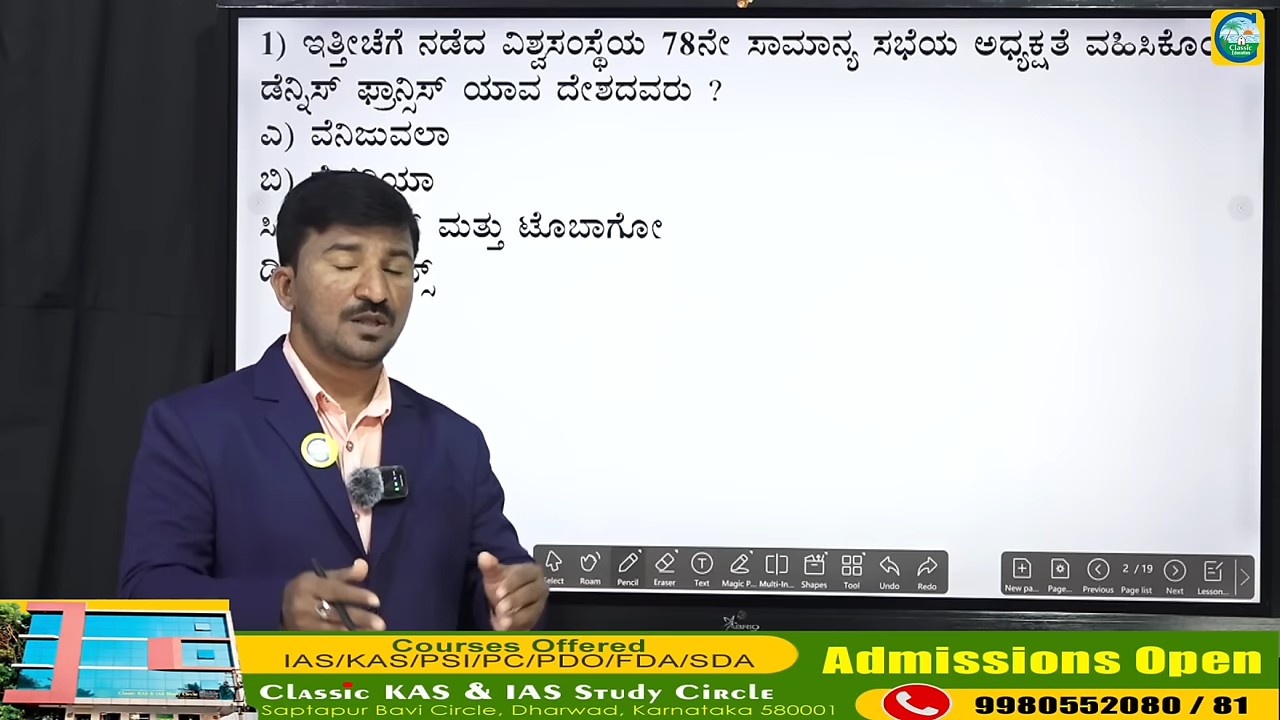 1) ಇತ್ತೀಚೆಗೆ ನಡೆದ ವಿಶ್ವಸಂಸ್ಥೆಯ 78ನೇ ಸಾಮಾನ್ಯ ಸಭೆಯ ಅಧ್ಯಕ್ಷತೆ
ಡೆನ್ನಿಸ್ ಫ್ರಾನ್ಸಿಸ್ ಯಾವ ದೇಶದವರು ?
ಎ) ವೆನಿಜುವಲಾ
ಬಿ)
ಮತ್ತು ಟೊಬಾಗೋ
Classic
Education
Select
Roam
Pencil
Eraser
Text
Magic P...
Multi-In...
Shapes
Tool
Undo
Redo
New pa...
Page...
Previous
2 / 19
Page list
Next
Lesson...
Courses Offered
IAS/KAS/PSI/PC/PDO/FDA/SDA
Classic KAS & IAS Study Circle
Saptapur Bavi Circle, Dharwad, Karnataka 580001
Admissions Open
9980552080 / 81